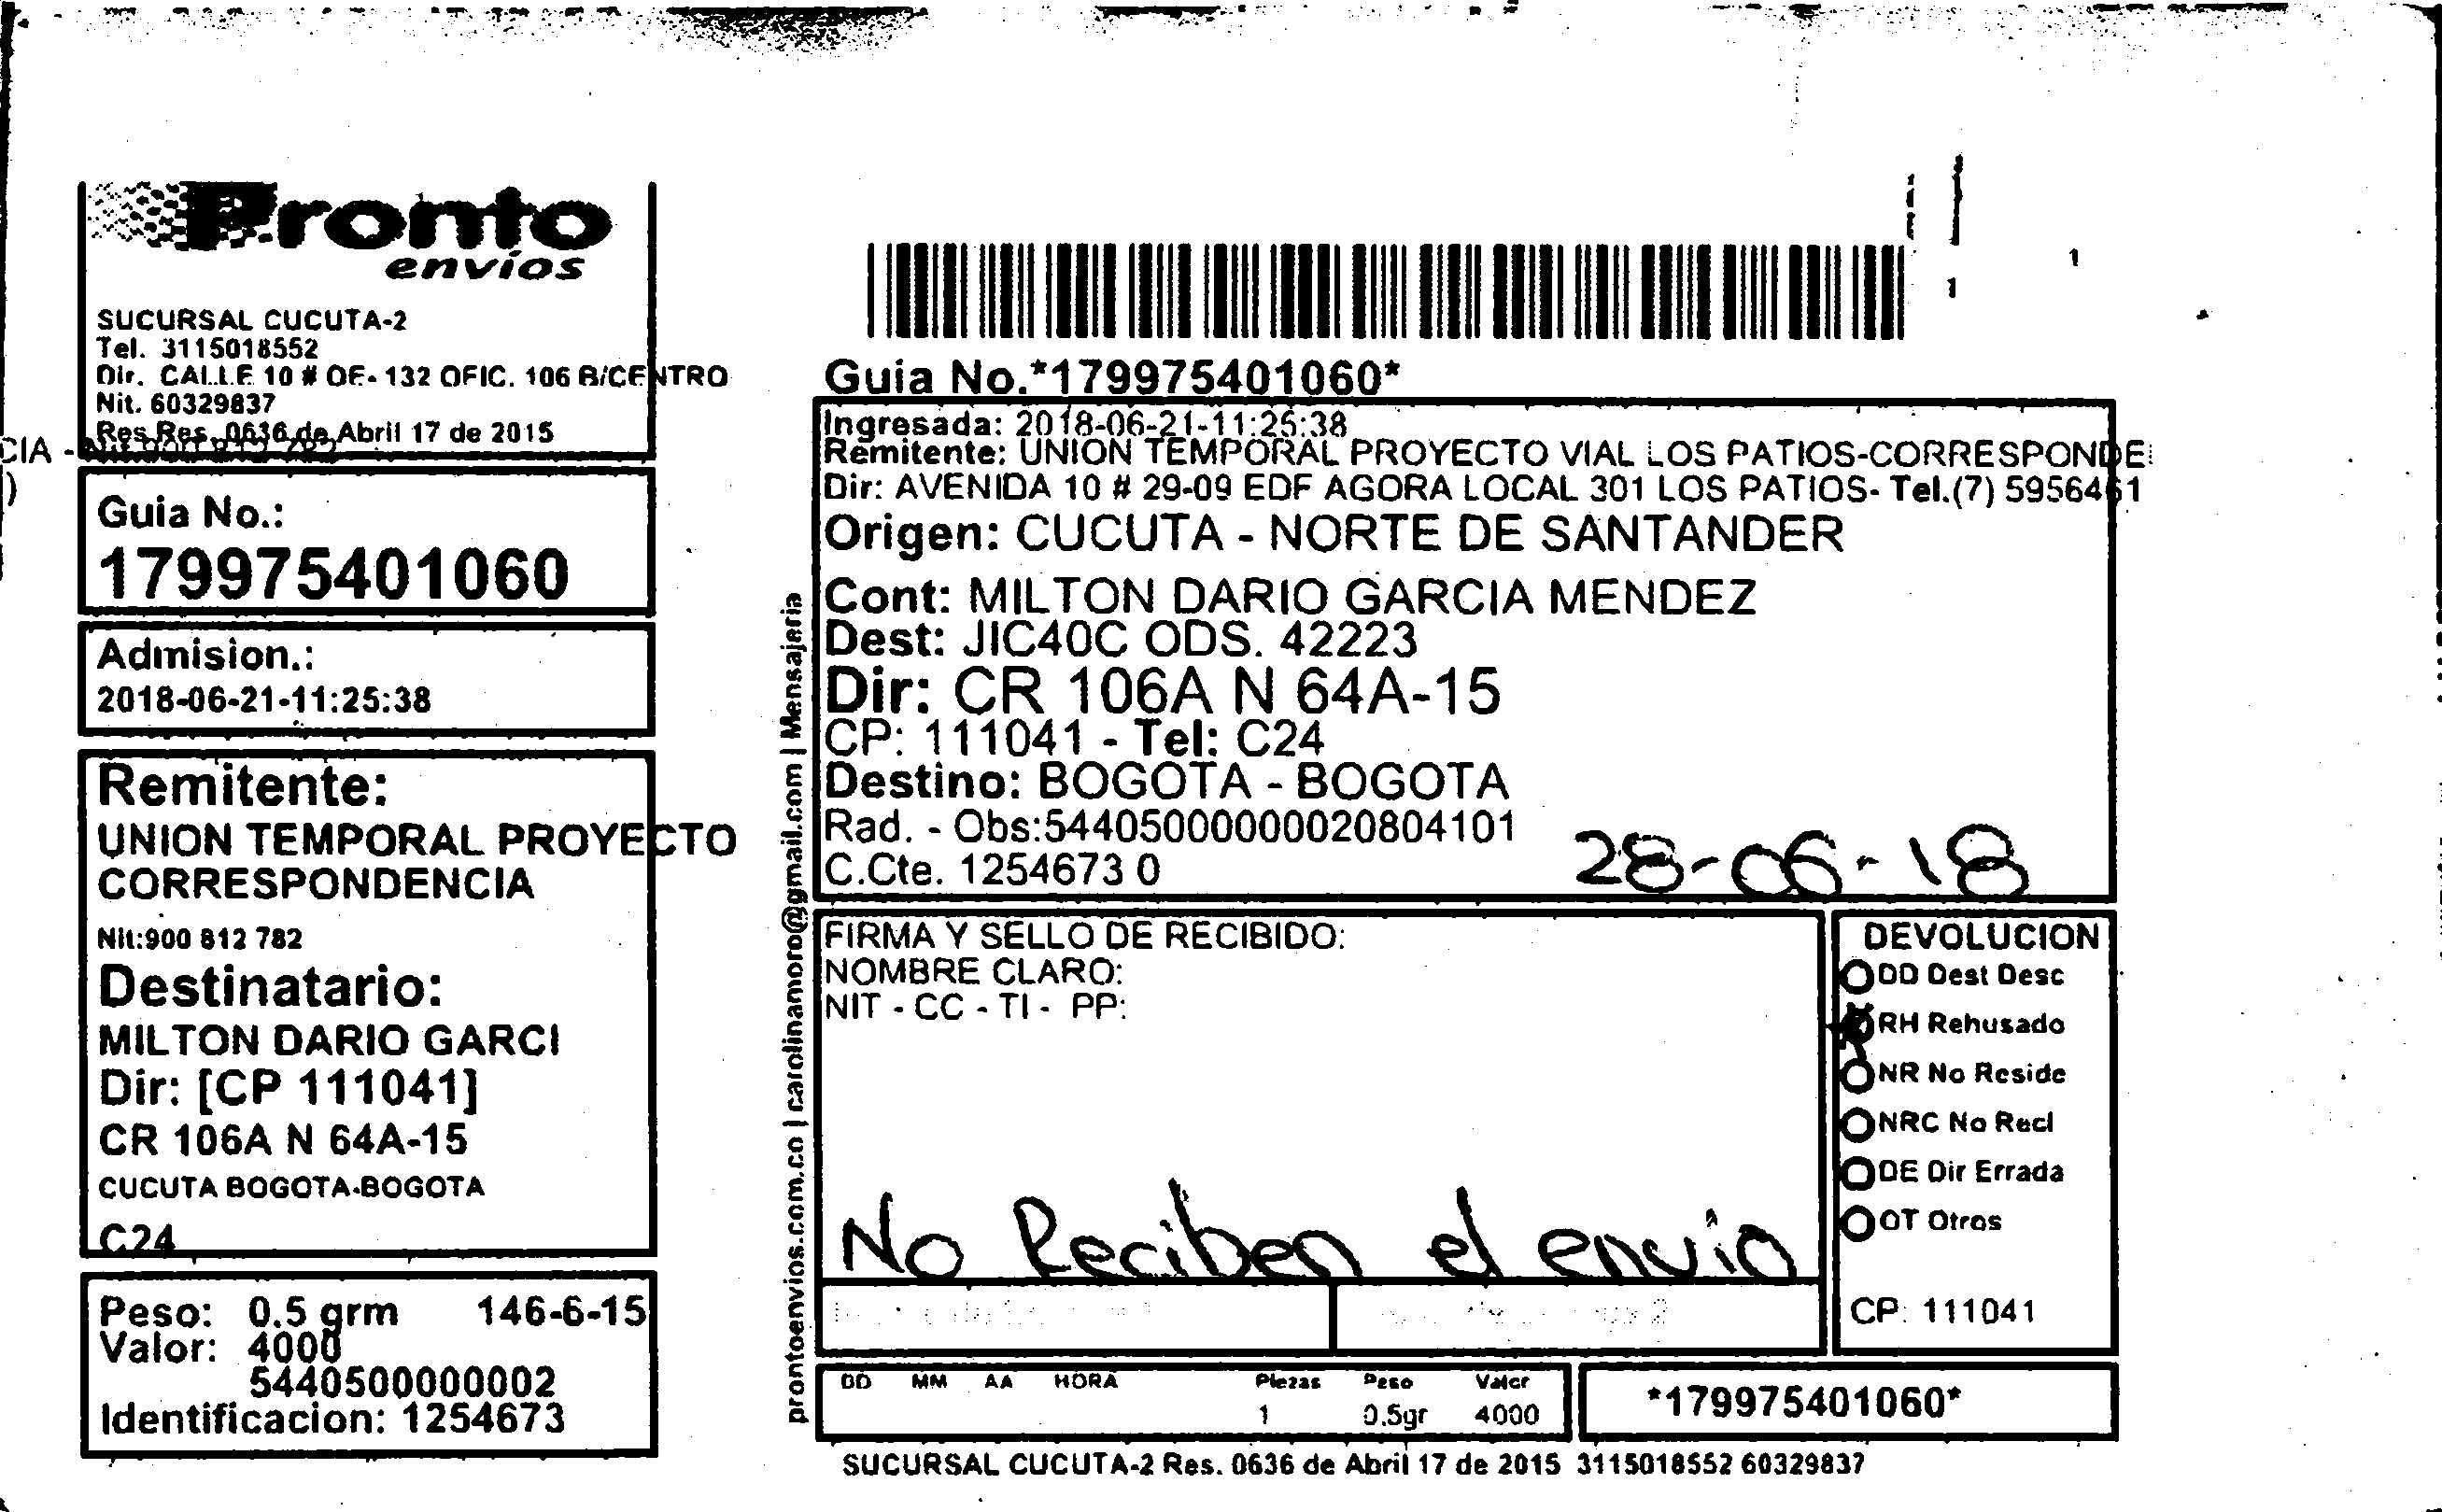 Pronto
envíos
SUCURSAL CUCUTA-2
Tel. 3115018552
Dir. CALLE 10 # OE-132 OFIC. 106 B/CENTRO
Nit. 60329837
Res Res. 0636 de Abril 17 de 2015
CIA -
)
Guia No.:
179975401060
Admision.:
2018-06-21-11:25:38
Remitente:
UNION TEMPORAL PROYECTO
CORRESPONDENCIA
Nit:900 812 782
Destinatario:
MILTON DARIO GARCI
Dir: [CP 111041]
CR 106A N 64A-15
CUCUTA BOGOTA-BOGOTA
C24
Peso: 0.5 grm 146-6-15
Valor: 4000
5440500000002
Identificacion: 1254673
prontoenvios.com.co | carolinamoro@gmail.com | Mensajeria
Guia No.*179975401060*
Ingresada: 2018-06-21-11:25:38
Remitente: UNION TEMPORAL PROYECTO VIAL LOS PATIOS-CORRESPONDE
Dir: AVENIDA 10 # 29-09 EDF AGORA LOCAL 301 LOS PATIOS- Tel.(7) 5956461
Origen: CUCUTA - NORTE DE SANTANDER
Cont: MILTON DARIO GARCIA MENDEZ
Dest: JIC40C ODS. 42223
Dir: CR 106A N 64A-15
CP: 111041 - Tel: C24
Destino: BOGOTA - BOGOTA
Rad. - Obs:544050000000020804101
C.Cte. 1254673 0
28-06-18
FIRMA Y SELLO DE RECIBIDO:
NOMBRE CLARO:
NIT - CC - TI - PP:
No Reciben el envio
DEVOLUCION
DD Dest Desc
RH Rehusado
NR No Reside
NRC No Recl
DE Dir Errada
OT Otros
CP: 111041
DD MM AA HORA Piezas Peso Valor
1 0.5gr 4000
*179975401060*
SUCURSAL CUCUTA-2 Res. 0636 de Abril 17 de 2015 3115018552 60329837